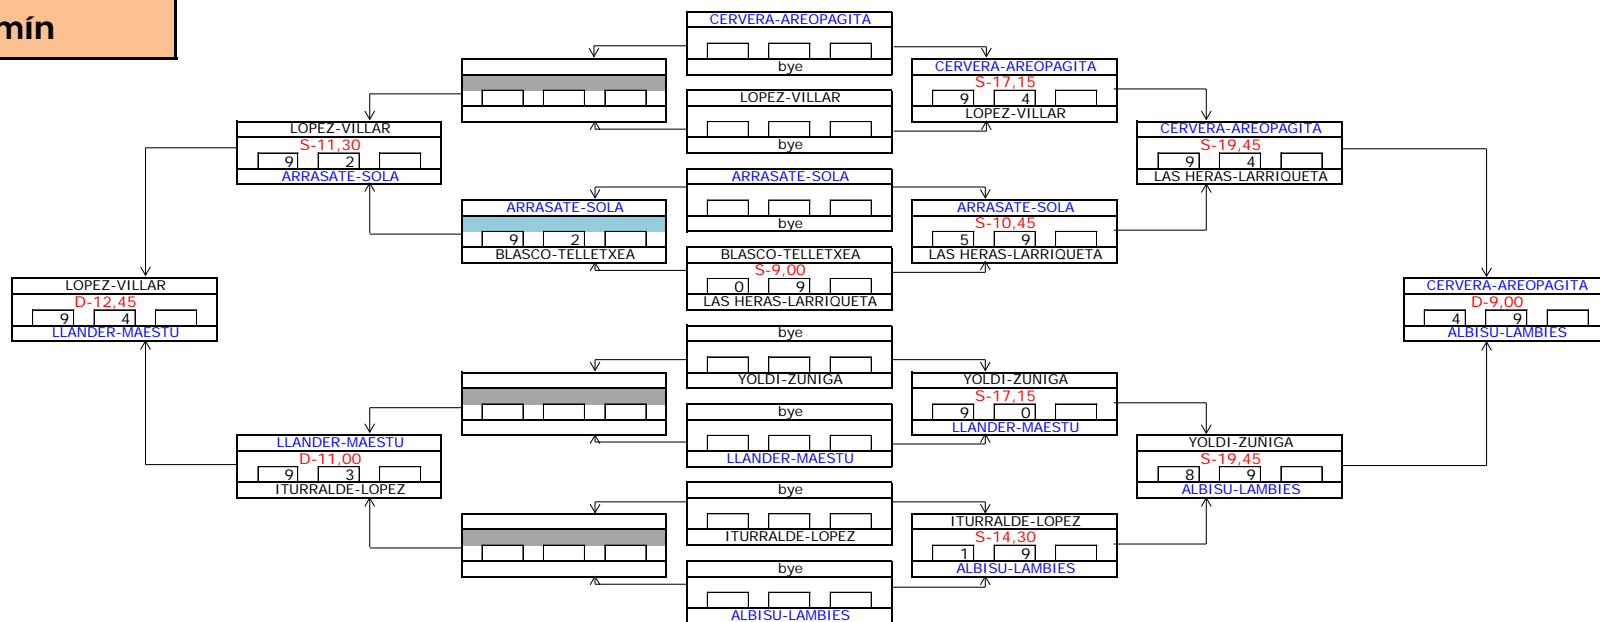 mín
CERVERA-AREOPAGITA
bye
LOPEZ-VILLAR
bye
ARRASATE-SOLA
bye
BLASCO-TELLETXEA
S-9,00
0 9
LAS HERAS-LARRIQUETA
bye
YOLDI-ZUÑIGA
bye
LLANDER-MAESTU
bye
ITURRALDE-LOPEZ
bye
ALBISU-LAMBIES
ARRASATE-SOLA
9 2
BLASCO-TELLETXEA
LOPEZ-VILLAR
S-11,30
9 2
ARRASATE-SOLA
LLANDER-MAESTU
D-11,00
9 3
ITURRALDE-LOPEZ
LOPEZ-VILLAR
D-12,45
9 4
LLANDER-MAESTU
CERVERA-AREOPAGITA
S-17,15
9 4
LOPEZ-VILLAR
ARRASATE-SOLA
S-10,45
5 9
LAS HERAS-LARRIQUETA
YOLDI-ZUÑIGA
S-17,15
9 0
LLANDER-MAESTU
ITURRALDE-LOPEZ
S-14,30
1 9
ALBISU-LAMBIES
CERVERA-AREOPAGITA
S-19,45
9 4
LAS HERAS-LARRIQUETA
YOLDI-ZUÑIGA
S-19,45
8 9
ALBISU-LAMBIES
CERVERA-AREOPAGITA
D-9,00
4 9
ALBISU-LAMBIES